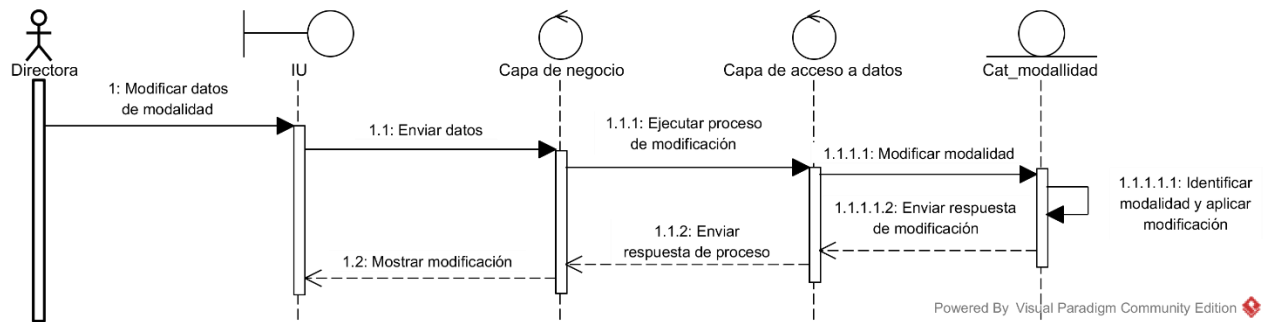 Directora
IU
Capa de negocio
Capa de acceso a datos
Cat_modallidad
1: Modificar datos
de modalidad
1.1: Enviar datos
1.1.1: Ejecutar proceso
de modificación
1.1.1.1: Modificar modalidad
1.1.1.1.1: Identificar
modalidad y aplicar
modificación
1.1.1.1.2: Enviar respuesta
de modificación
1.1.2: Enviar
respuesta de proceso
1.2: Mostrar modificación
Powered By Visual Paradigm Community Edition